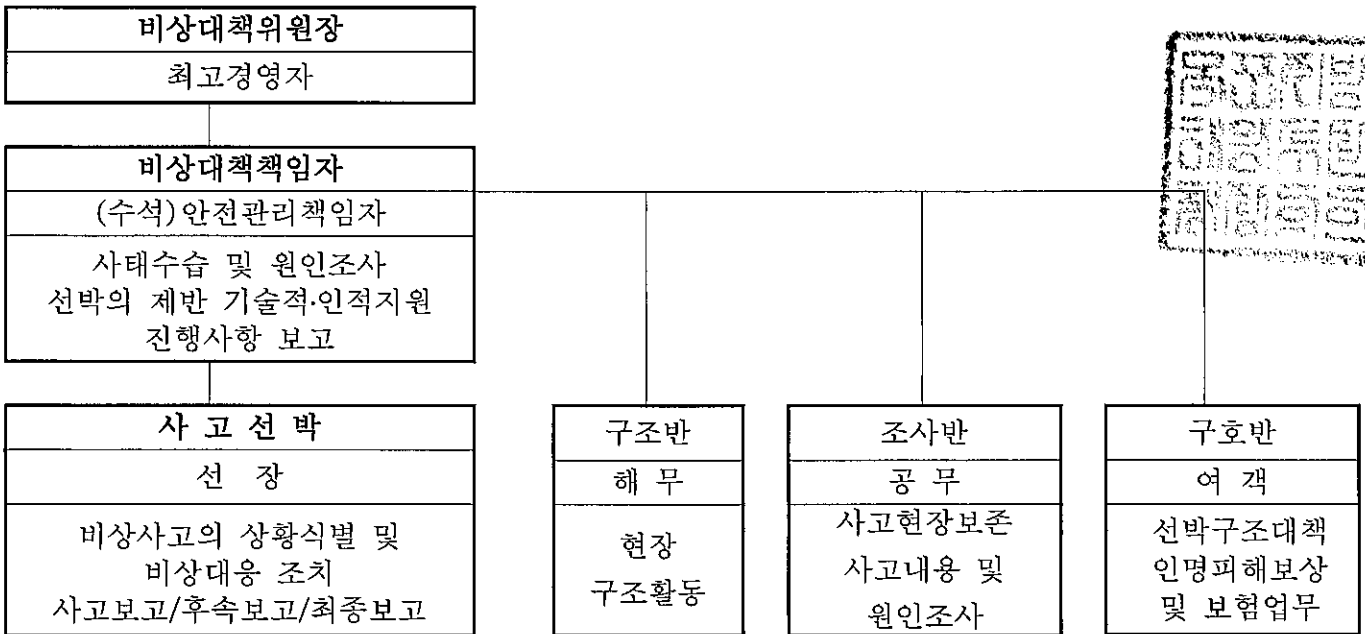 비상대책위원장
최고경영자
비상대책책임자
(수석)안전관리책임자
사태수습 및 원인조사
선박의 제반 기술적·인적지원
진행사항 보고
사 고 선 박
선 장
비상사고의 상황식별 및
비상대응 조치
사고보고/후속보고/최종보고
구조반
해 무
현장
구조활동
조사반
공 무
사고현장보존
사고내용 및
원인조사
구호반
여 객
선박구조대책
인명피해보상
및 보험업무